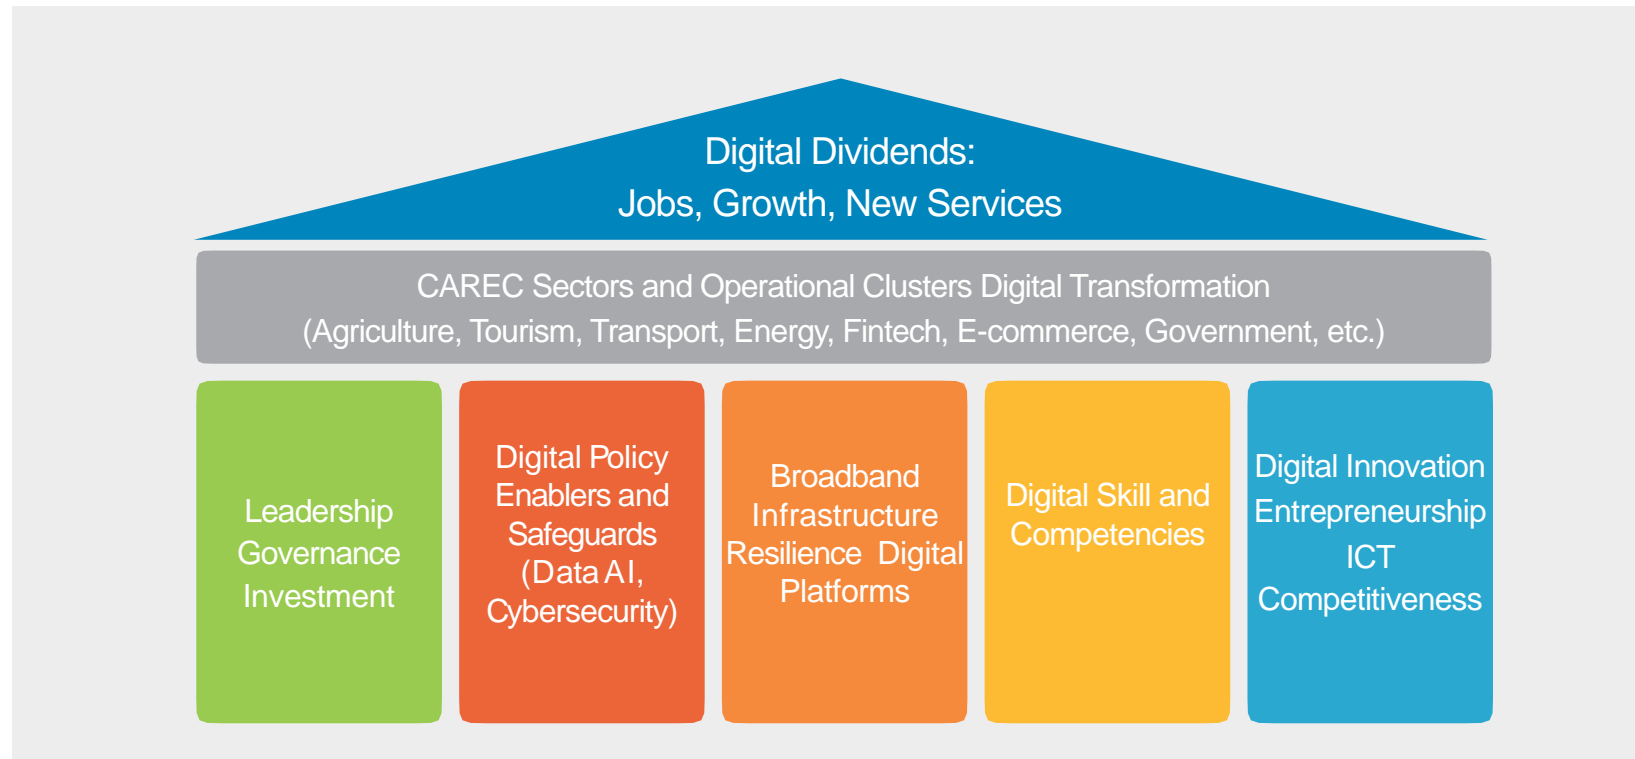 Digital Dividends:
Jobs, Growth, New Services
CAREC Sectors and Operational Clusters Digital Transformation
(Agriculture, Tourism, Transport, Energy, Fintech, E-commerce, Government, etc.)
Leadership
Governance
Investment
Digital Policy
Enablers and
Safeguards
(Data AI,
Cybersecurity)
Broadband
Infrastructure
Resilience Digital
Platforms
Digital Skill and
Competencies
Digital Innovation
Entrepreneurship
ICT
Competitiveness